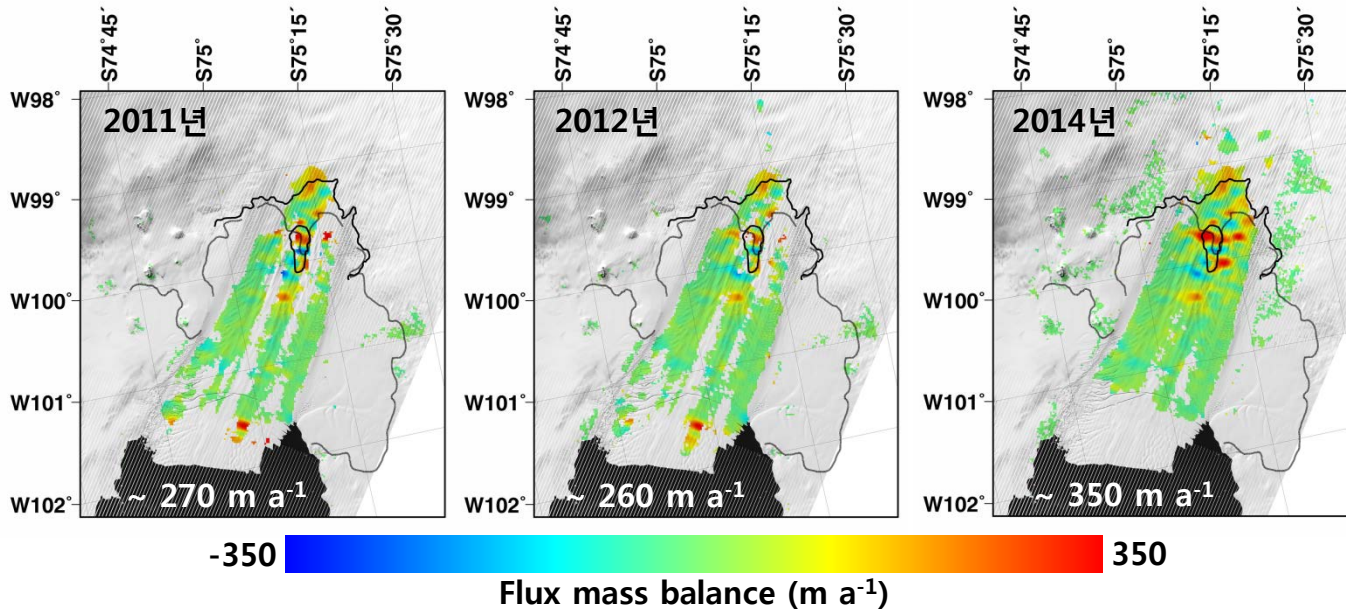 S74˚45´
S75˚
S75˚15´
S75˚30´
W98˚
W99˚
W100˚
W101˚
W102˚
2011년
~ 270 m a⁻¹
S74˚45´
S75˚
S75˚15´
S75˚30´
W98˚
W99˚
W100˚
W101˚
W102˚
2012년
~ 260 m a⁻¹
S74˚45´
S75˚
S75˚15´
S75˚30´
W98˚
W99˚
W100˚
W101˚
W102˚
2014년
~ 350 m a⁻¹
-350
350
Flux mass balance (m a⁻¹)